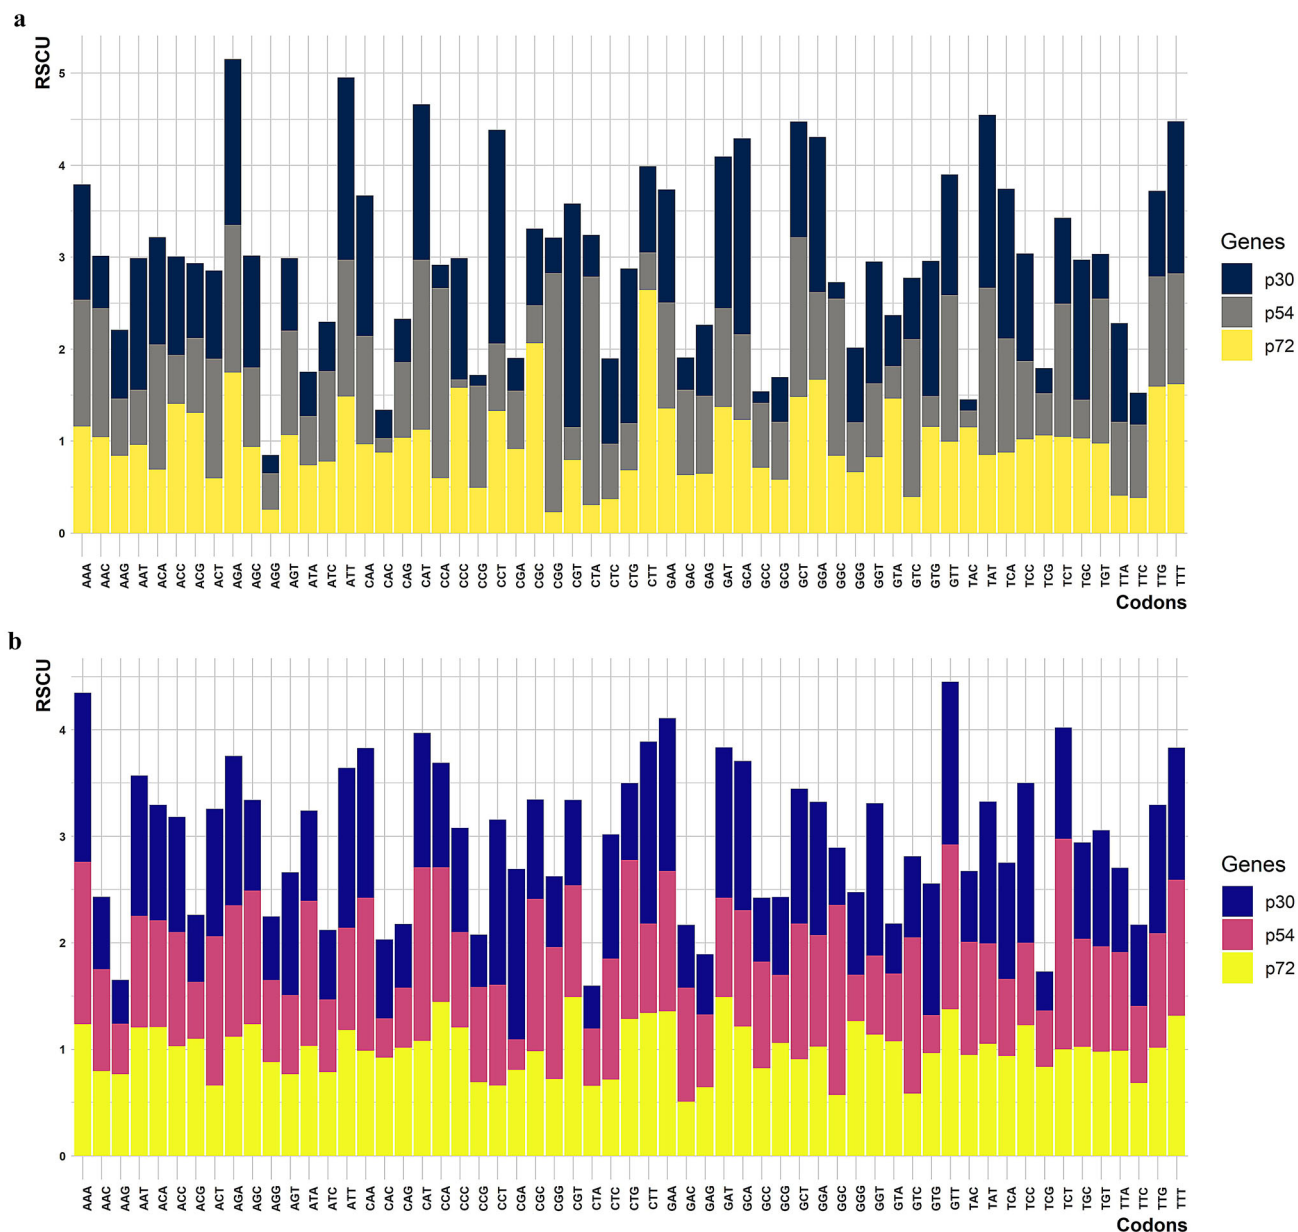 a
RSCU
5
4
3
2
1
0
AAA AAC AAG AAT ACA ACC ACG ACT AGA AGC AGG AGT ATA ATC ATT CAA CAC CAG CAT CCA CCC CCG CCT CGA CGC CGG CGT CTA CTC CTG CTT GAA GAC GAG GAT GCA GCC GCG GCT GGA GGC GGG GGT GTA GTC GTG GTT TAC TAT TCA TCC TCG TCT TGC TGT TTA TTC TTG TTT
Codons
Genes
p30
p54
p72
b
RSCU
4
3
2
1
0
AAA AAC AAG AAT ACA ACC ACG ACT AGA AGC AGG AGT ATA ATC ATT CAA CAC CAG CAT CCA CCC CCG CCT CGA CGC CGG CGT CTA CTC CTG CTT GAA GAC GAG GAT GCA GCC GCG GCT GGA GGC GGG GGT GTA GTC GTG GTT TAC TAT TCA TCC TCG TCT TGC TGT TTA TTC TTG TTT
Codons
Genes
p30
p54
p72